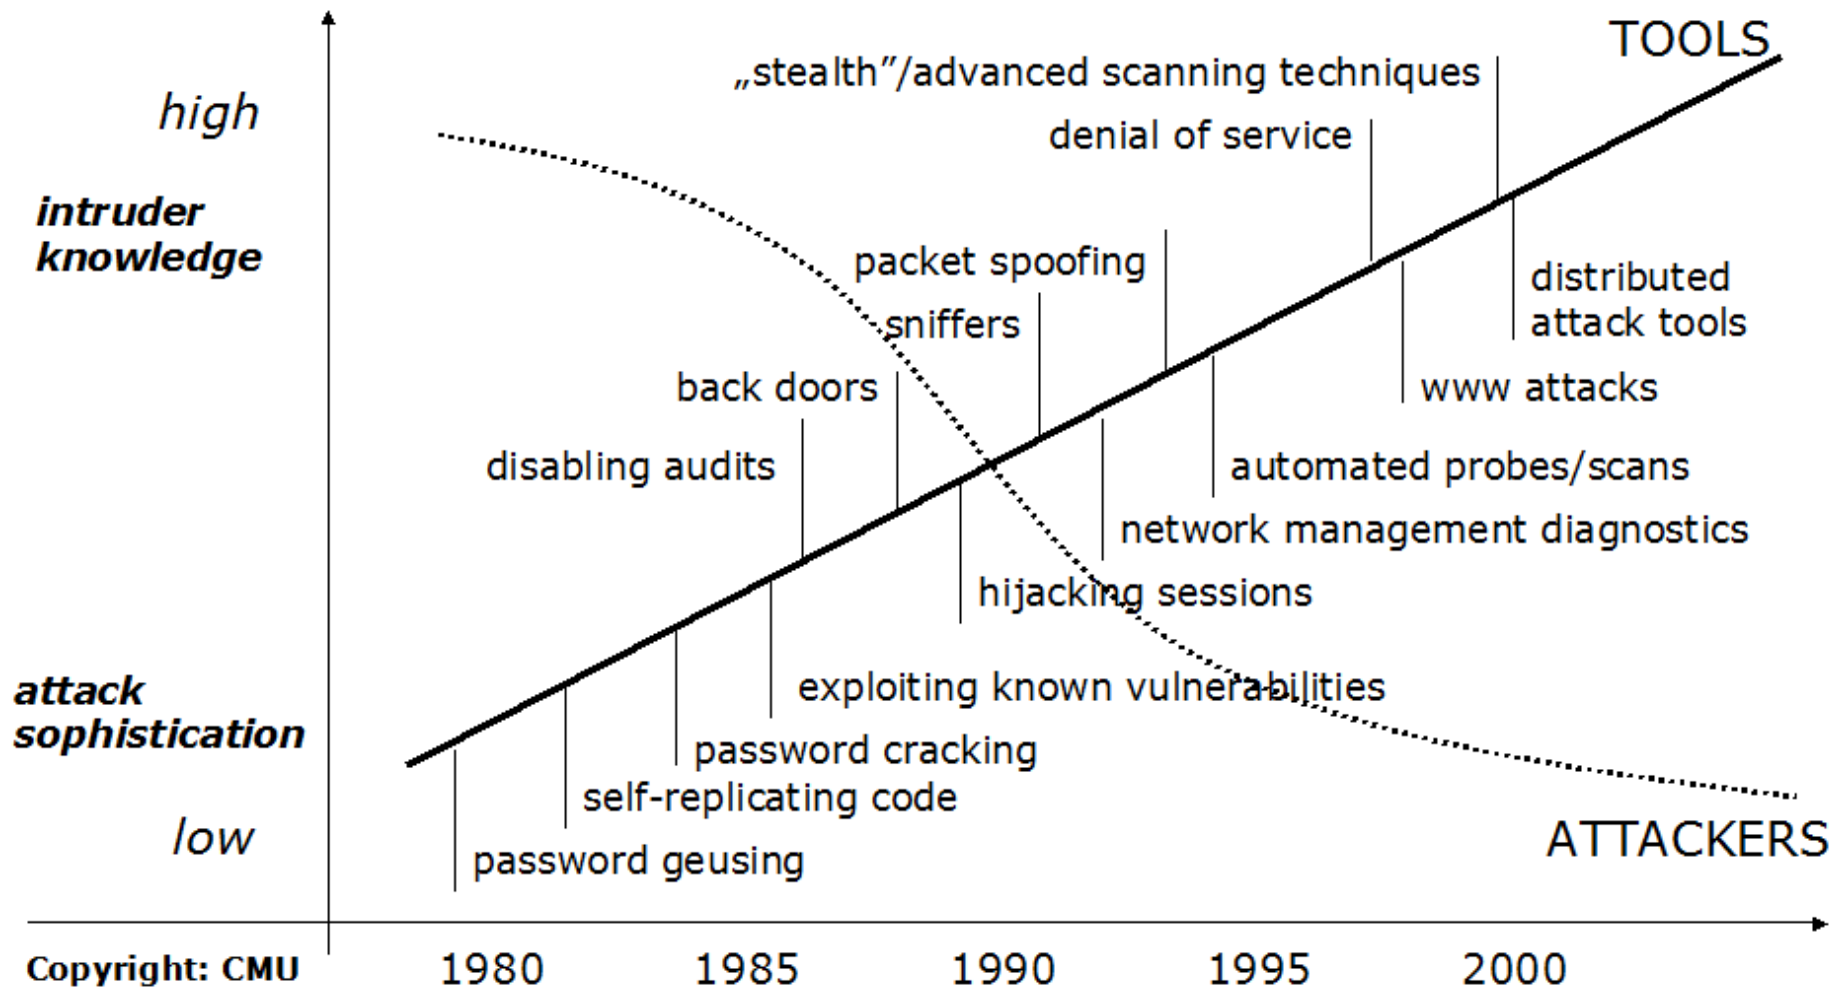 TOOLS
„stealth”/advanced scanning techniques
high
denial of service
intruder
knowledge
packet spoofing
distributed
attack tools
sniffers
back doors
www attacks
disabling audits
automated probes/scans
network management diagnostics
hijacking sessions
attack
sophistication
exploiting known vulnerabilities
password cracking
self-replicating code
low
ATTACKERS
password geusing
Copyright: CMU
1980
1985
1990
1995
2000